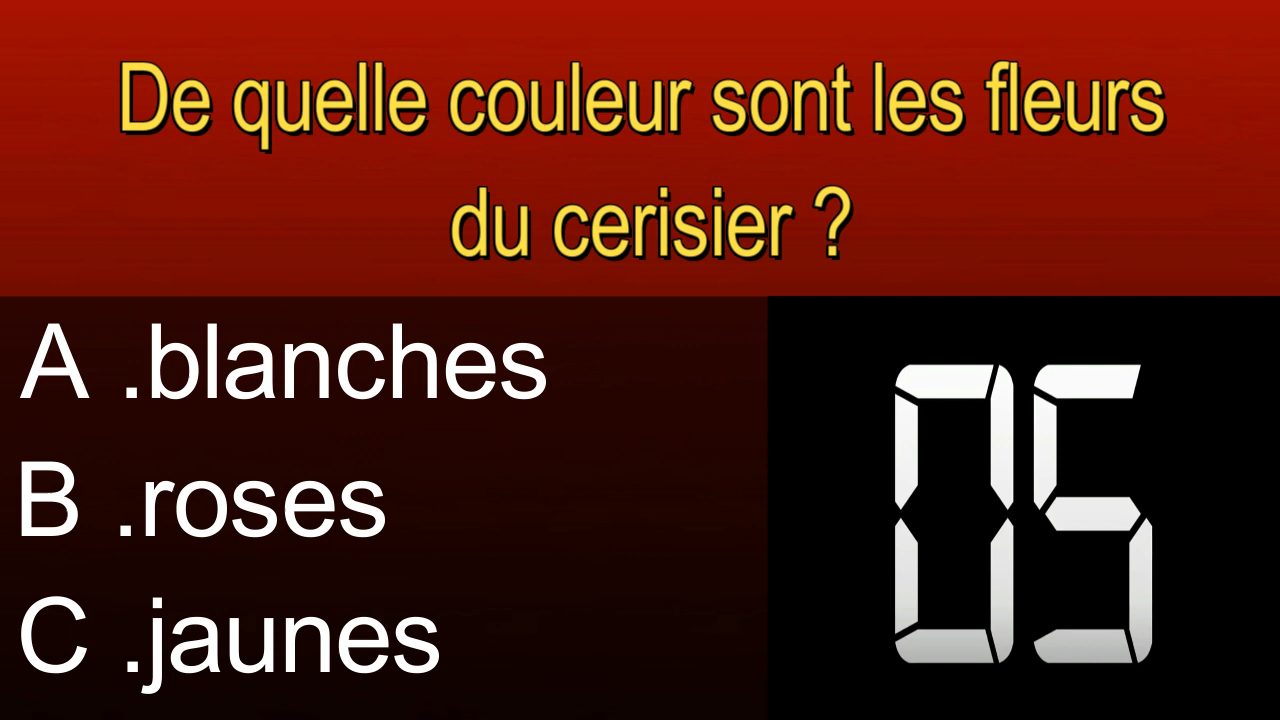 De quelle couleur sont les fleurs
du cerisier ?
A .blanches
B .roses
C .jaunes
05